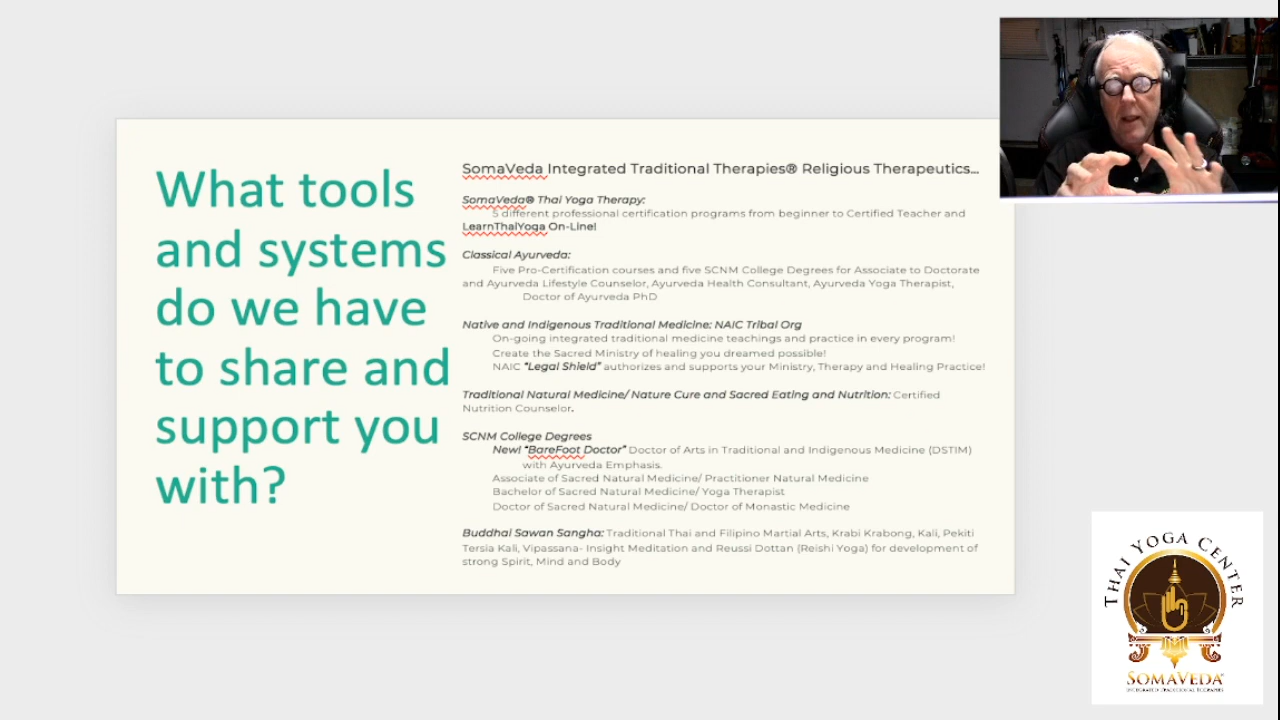 What tools
and systems
do we have
to share and
support you
with?
SomaVeda Integrated Traditional Therapies® Religious Therapeutics...
SomaVeda® Thai Yoga Therapy:
5 different professional certification programs from beginner to Certified Teacher and
LearnThaiYoga On-Line!
Classical Ayurveda:
Five Pro-Certification courses and five SCNM College Degrees for Associate to Doctorate
and Ayurveda Lifestyle Counselor, Ayurveda Health Consultant, Ayurveda Yoga Therapist,
Doctor of Ayurveda PhD
Native and Indigenous Traditional Medicine: NAIC Tribal Org
On-going integrated traditional medicine teachings and practice in every program!
Create the Sacred Ministry of healing you dreamed possible!
NAIC “Legal Shield” authorizes and supports your Ministry, Therapy and Healing Practice!
Traditional Natural Medicine/ Nature Cure and Sacred Eating and Nutrition: Certified
Nutrition Counselor.
SCNM College Degrees
New! “BareFoot Doctor” Doctor of Arts in Traditional and Indigenous Medicine (DSTIM)
with Ayurveda Emphasis.
Associate of Sacred Natural Medicine/ Practitioner Natural Medicine
Bachelor of Sacred Natural Medicine/ Yoga Therapist
Doctor of Sacred Natural Medicine/ Doctor of Monastic Medicine
Buddhai Sawan Sangha: Traditional Thai and Filipino Martial Arts, Krabi Krabong, Kali, Pekiti
Tersia Kali, Vipassana- Insight Meditation and Reussi Dottan (Reishi Yoga) for development of
strong Spirit, Mind and Body
THAI YOGA CENTER
SOMAVEDA®
INTEGRATED TRADITIONAL THERAPIES